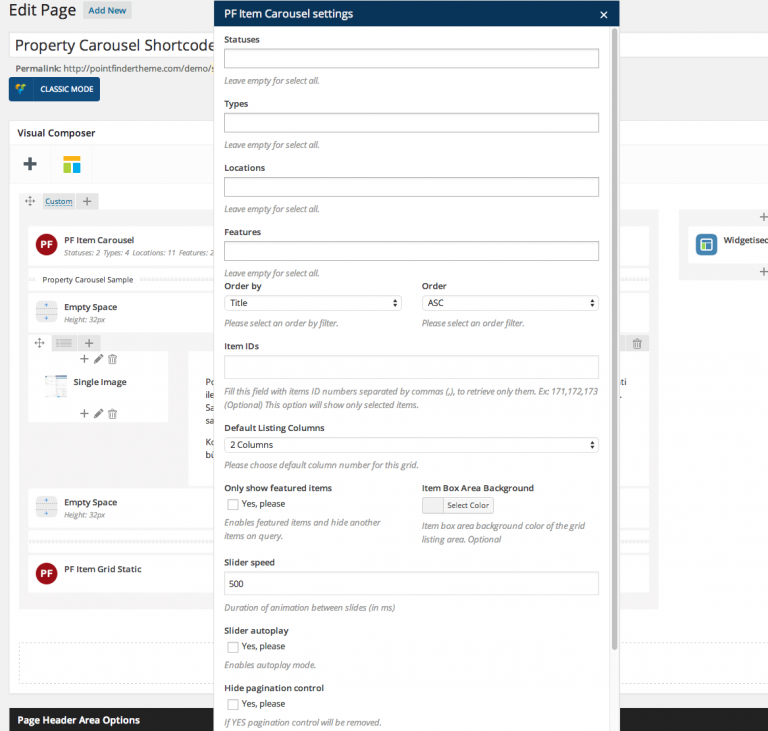 Edit Page Add New
Property Carousel Shortcode
Permalink: http://pointfindertheme.com/demo/s
CLASSIC MODE
Visual Composer
Custom
PF
PF Item Carousel
Statuses: 2 Types: 4 Locations: 11 Features: 2
Property Carousel Sample
Empty Space
Height: 32px
Single Image
Po
ile
Sa
sa
Ko
bü
Empty Space
Height: 32px
PF
PF Item Grid Static
Page Header Area Options
PF Item Carousel settings
Statuses
Leave empty for select all.
Types
Leave empty for select all.
Locations
Leave empty for select all.
Features
Leave empty for select all.
Order by Order
Title ASC
Please select an order by filter. Please select an order filter.
Item IDs
Fill this field with items ID numbers separated by commas (,), to retrieve only them. Ex: 171,172,173
(Optional) This option will show only selected items.
Default Listing Columns
2 Columns
Please choose default column number for this grid.
Only show featured items Item Box Area Background
Yes, please Select Color
Enables featured items and hide another
items on query.
Item box area background color of the grid
listing area. Optional
Slider speed
500
Duration of animation between slides (in ms)
Slider autoplay
Yes, please
Enables autoplay mode.
Hide pagination control
Yes, please
If YES pagination control will be removed.
ti
Widgetised